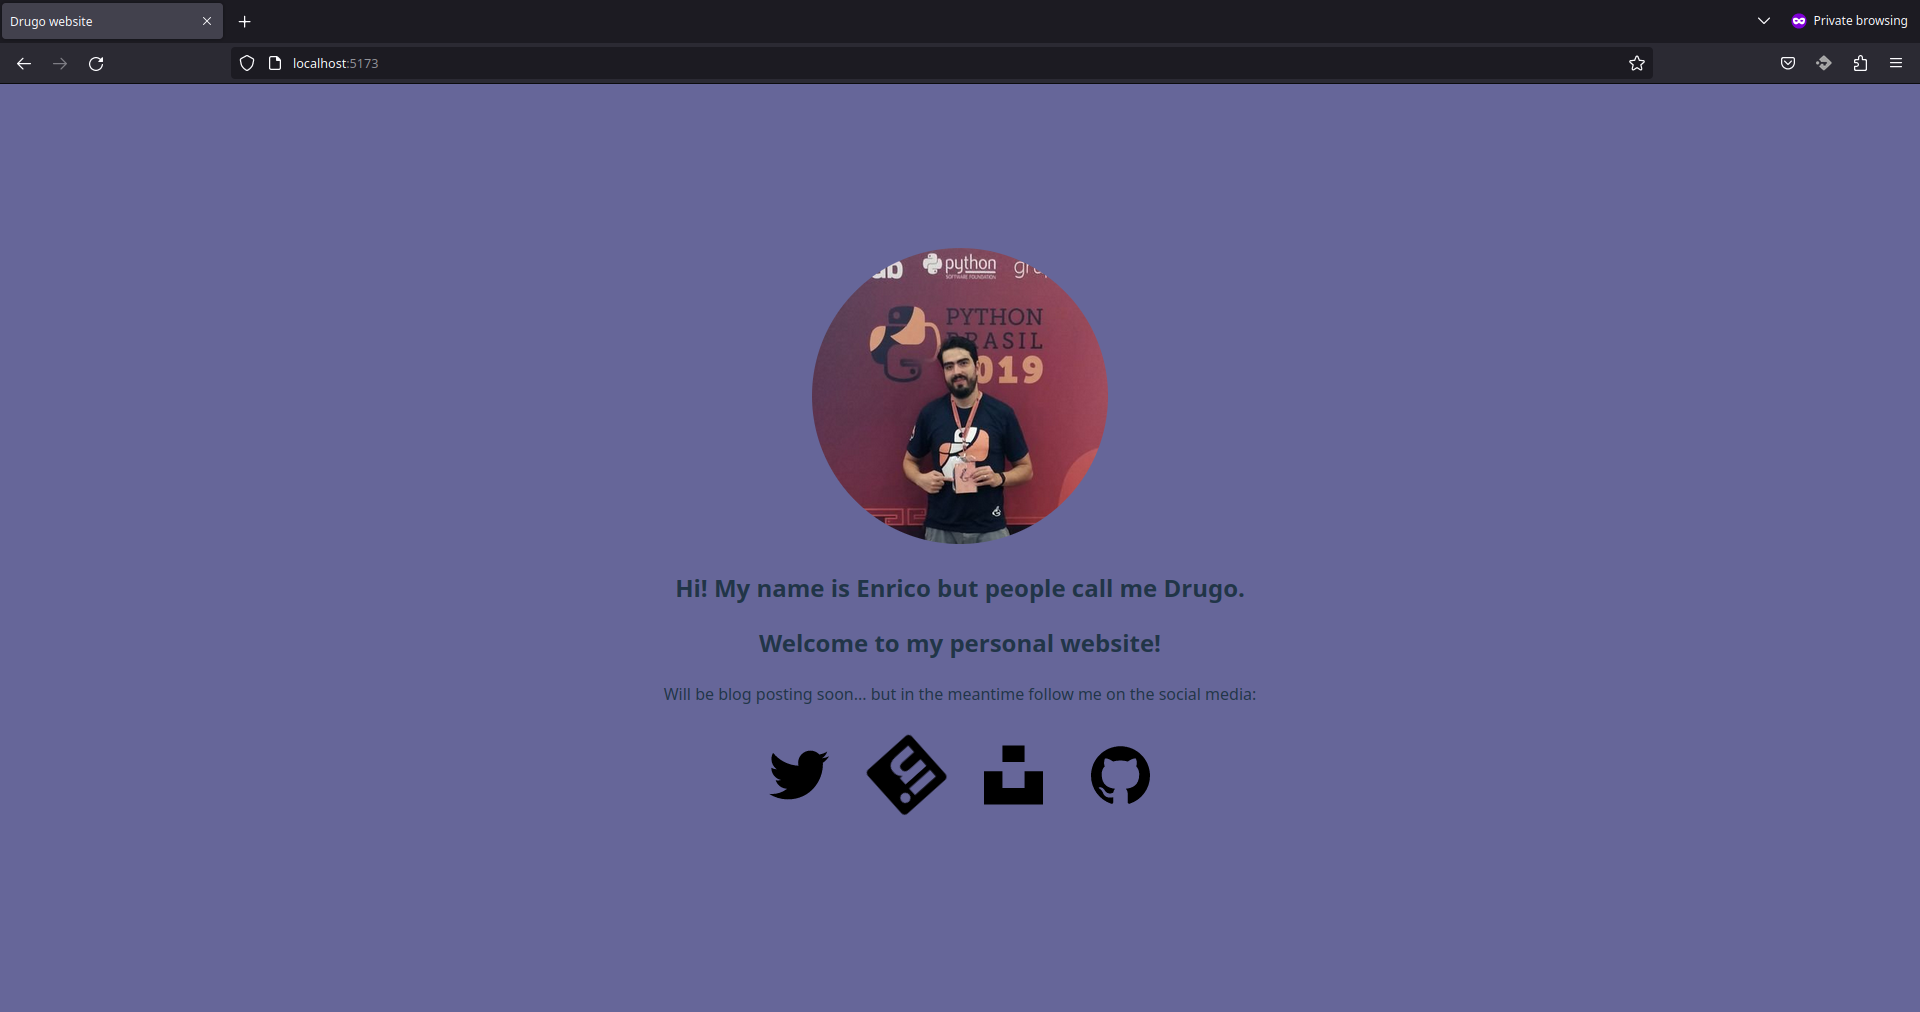 Drugo website
Private browsing
localhost:5173
python
SOFTWARE FOUNDATION
PYTHON
2019
Hi! My name is Enrico but people call me Drugo.
Welcome to my personal website!
Will be blog posting soon... but in the meantime follow me on the social media: